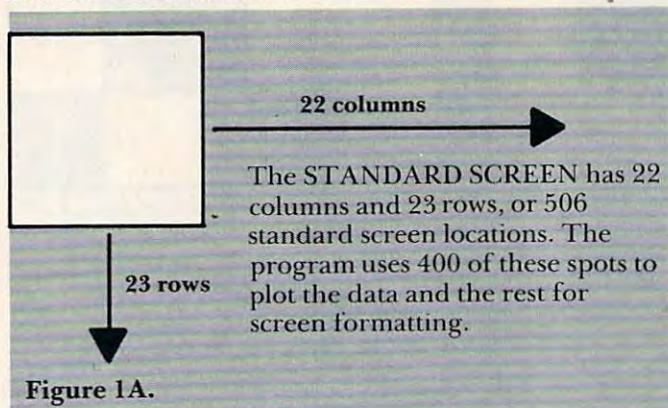 22 columns
The STANDARD SCREEN has 22
columns and 23 rows, or 506
standard screen locations. The
program uses 400 of these spots to
plot the data and the rest for
screen formatting.
23 rows
Figure 1A.